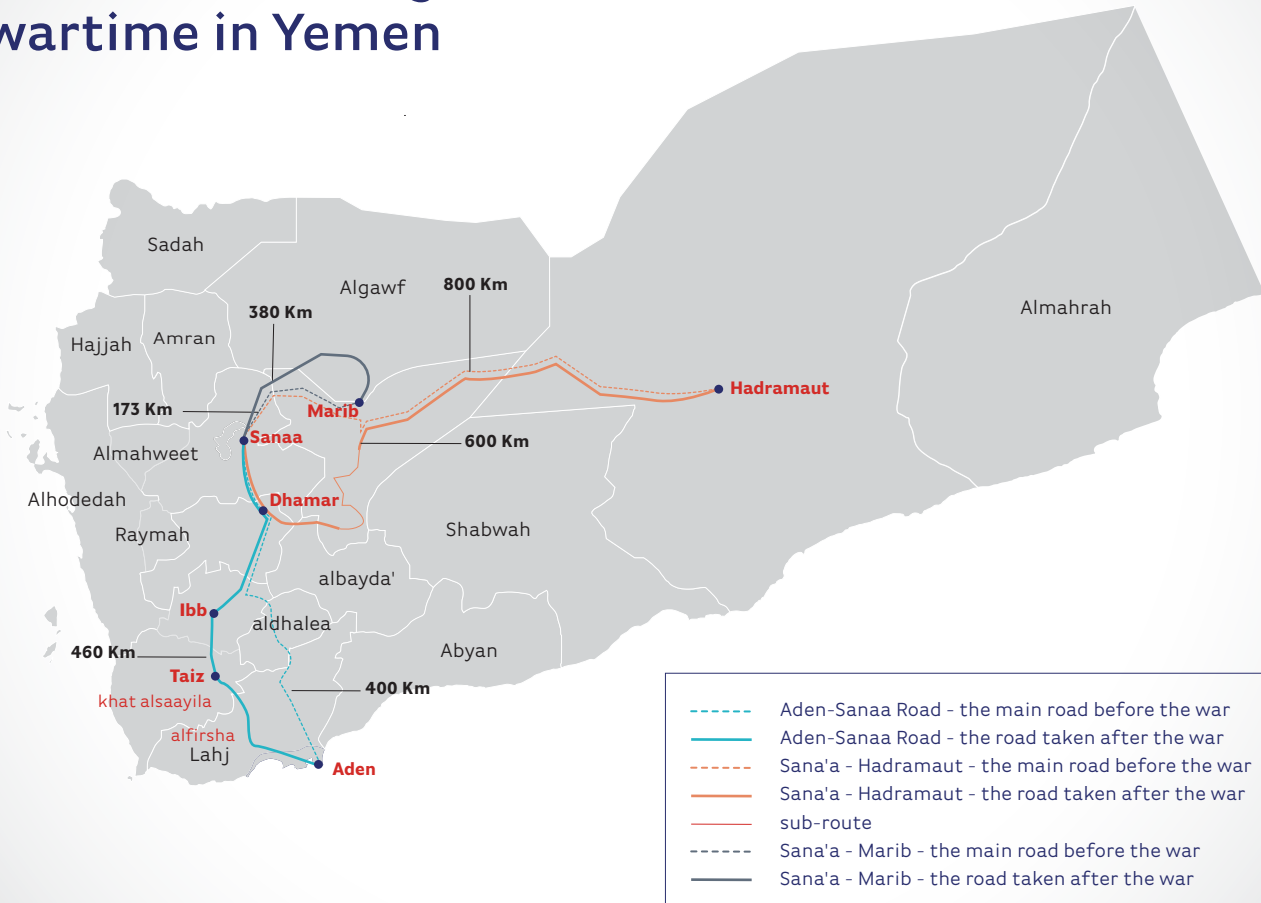 wartime in Yemen
Sadah
Algawf
800 Km
380 Km
Almahrah
Hajjah
Amran
Hadramaut
173 Km
Marib
Sanaa
600 Km
Almahweet
Alhodedah
Dhamar
Raymah
Shabwah
albayda'
Ibb
aldhalea
460 Km
Abyan
Taiz
400 Km
khat alsaayila
alfirsha
Lahj
Aden
Aden-Sanaa Road - the main road before the war
Aden-Sanaa Road - the road taken after the war
Sana'a - Hadramaut - the main road before the war
Sana'a - Hadramaut - the road taken after the war
sub-route
Sana'a - Marib - the main road before the war
Sana'a - Marib - the road taken after the war